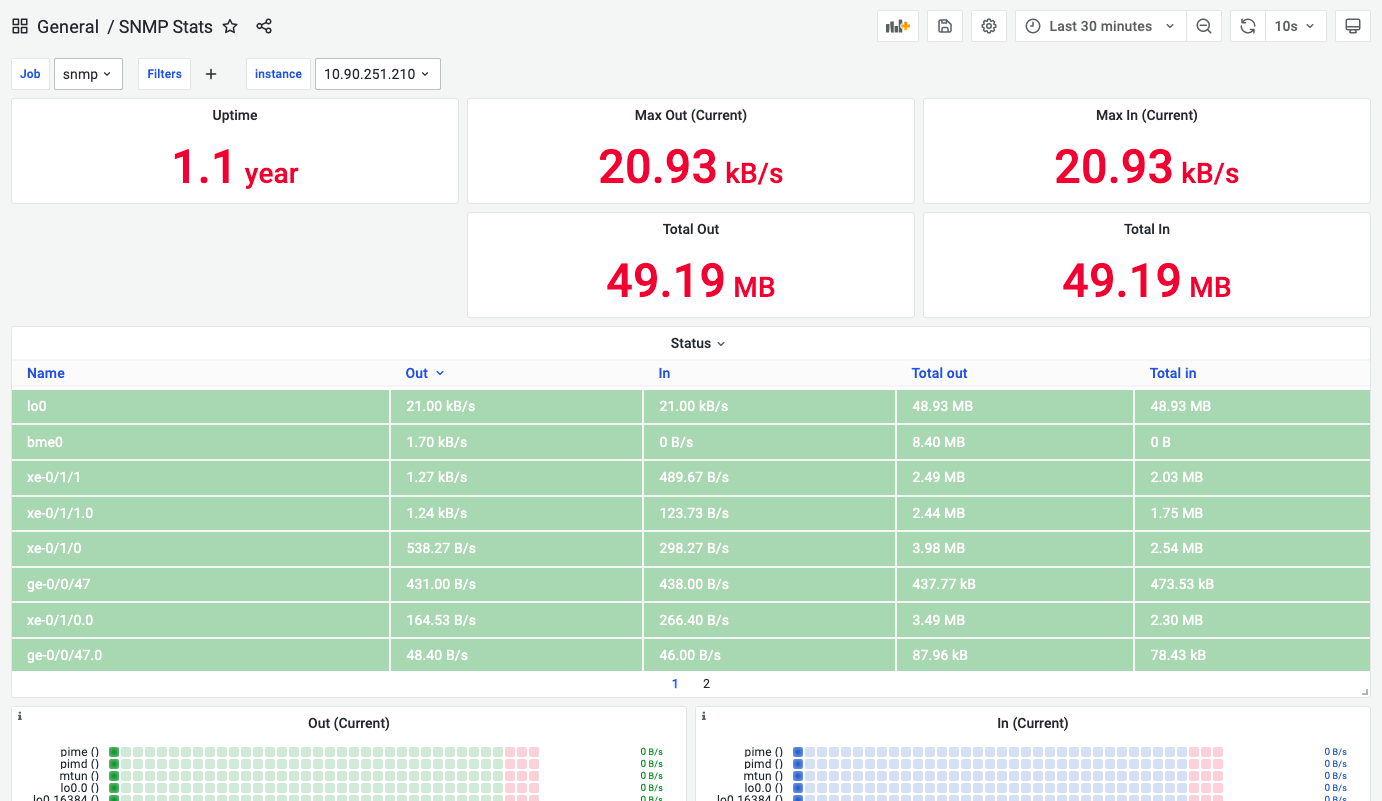 General / SNMP Stats
Last 30 minutes
10s
Job snmp Filters + instance 10.90.251.210
Uptime
1.1 year
Max Out (Current)
20.93 kB/s
Max In (Current)
20.93 kB/s
Total Out
49.19 MB
Total In
49.19 MB
Status
Name Out In Total out Total in
lo0 21.00 kB/s 21.00 kB/s 48.93 MB 48.93 MB
bme0 1.70 kB/s 0 B/s 8.40 MB 0 B
xe-0/1/1 1.27 kB/s 489.67 B/s 2.49 MB 2.03 MB
xe-0/1/1.0 1.24 kB/s 123.73 B/s 2.44 MB 1.75 MB
xe-0/1/0 538.27 B/s 298.27 B/s 3.98 MB 2.54 MB
ge-0/0/47 431.00 B/s 438.00 B/s 437.77 kB 473.53 kB
xe-0/1/0.0 164.53 B/s 266.40 B/s 3.49 MB 2.30 MB
ge-0/0/47.0 48.40 B/s 46.00 B/s 87.96 kB 78.43 kB
1 2
i
Out (Current)
pime () 0 B/s
pimd () 0 B/s
mtun () 0 B/s
lo0.0 () 0 B/s
lo0.16384 () 0 B/s
i
In (Current)
pime () 0 B/s
pimd () 0 B/s
mtun () 0 B/s
lo0.0 () 0 B/s
lo0.16384 () 0 B/s